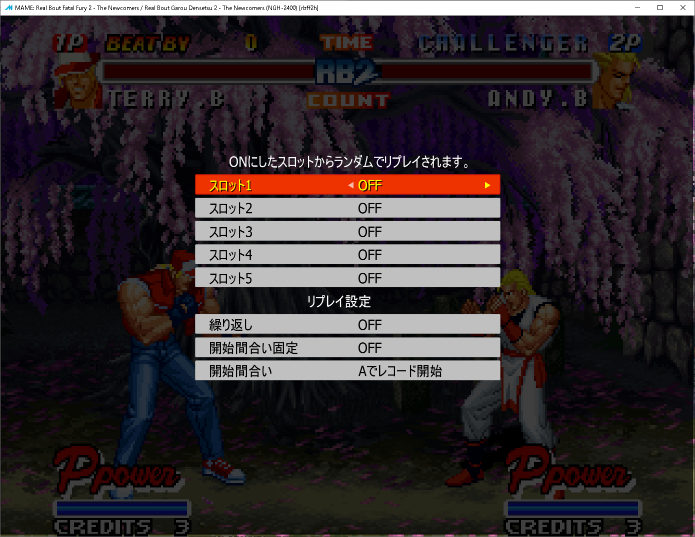 MAME: Real Bout Fatal Fury 2 - The Newcomers / Real Bout Garou Densetsu 2 - The Newcomers (NGH-2400) [rbff2h]
1P BEAT BY 0 TIME CHALLENGER 2P
RB2
TERRY.B COUNT ANDY.B
ONにしたスロットからランダムでリプレイされます。
スロット1 OFF
スロット2 OFF
スロット3 OFF
スロット4 OFF
スロット5 OFF
リプレイ設定
繰り返し OFF
開始間合い固定 OFF
開始間合い Aでレコード開始
Ppower Ppower
CREDITS 3 CREDITS 3